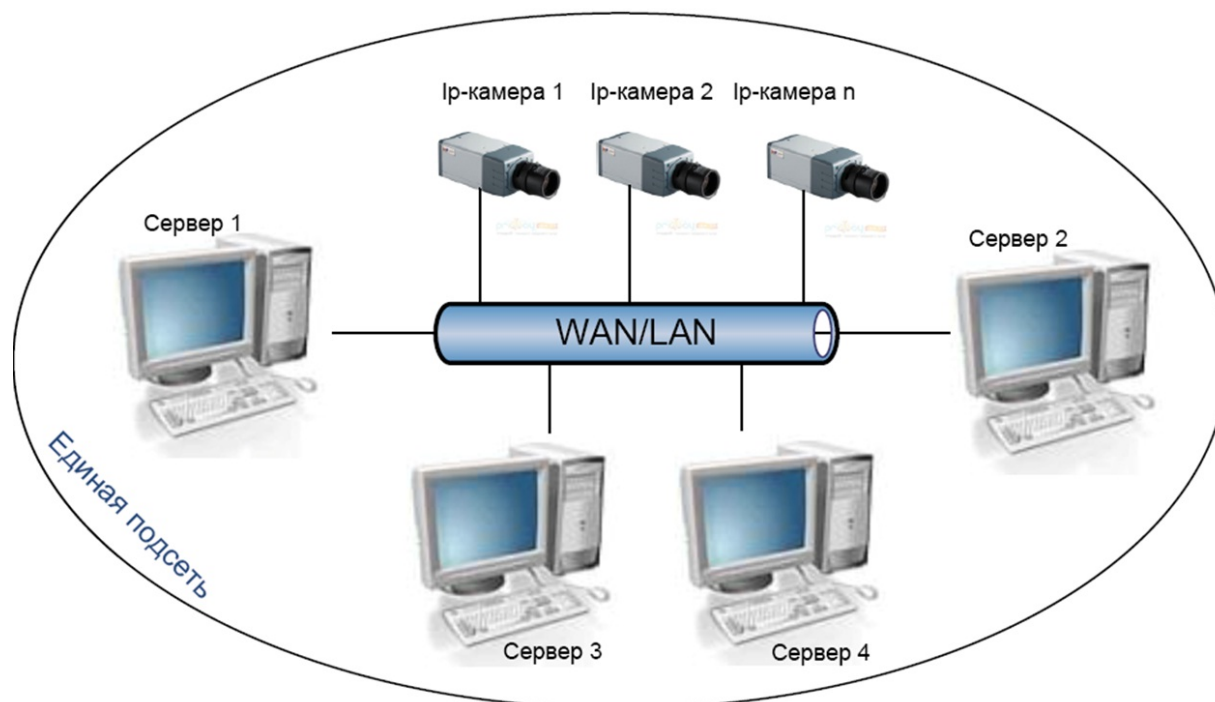 Ip-камера 1
Ip-камера 2
Ip-камера n
Сервер 1
Сервер 2
WAN/LAN
Единая подсеть
Сервер 3
Сервер 4